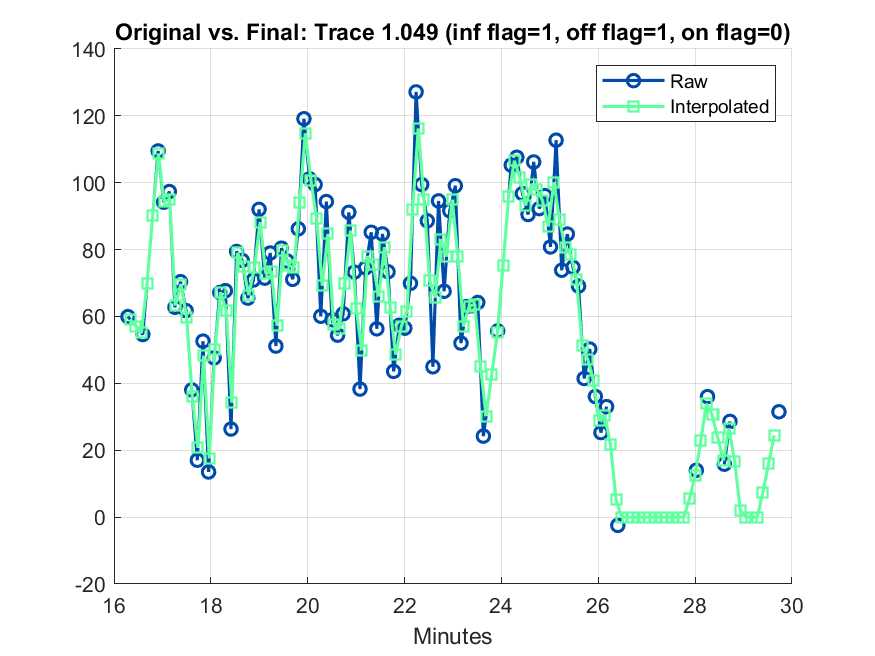 Original vs. Final: Trace 1.049 (inf flag=1, off flag=1, on flag=0)
140
120
100
80
60
40
20
0
-20
Raw
Interpolated
16 18 20 22 24 26 28 30
Minutes